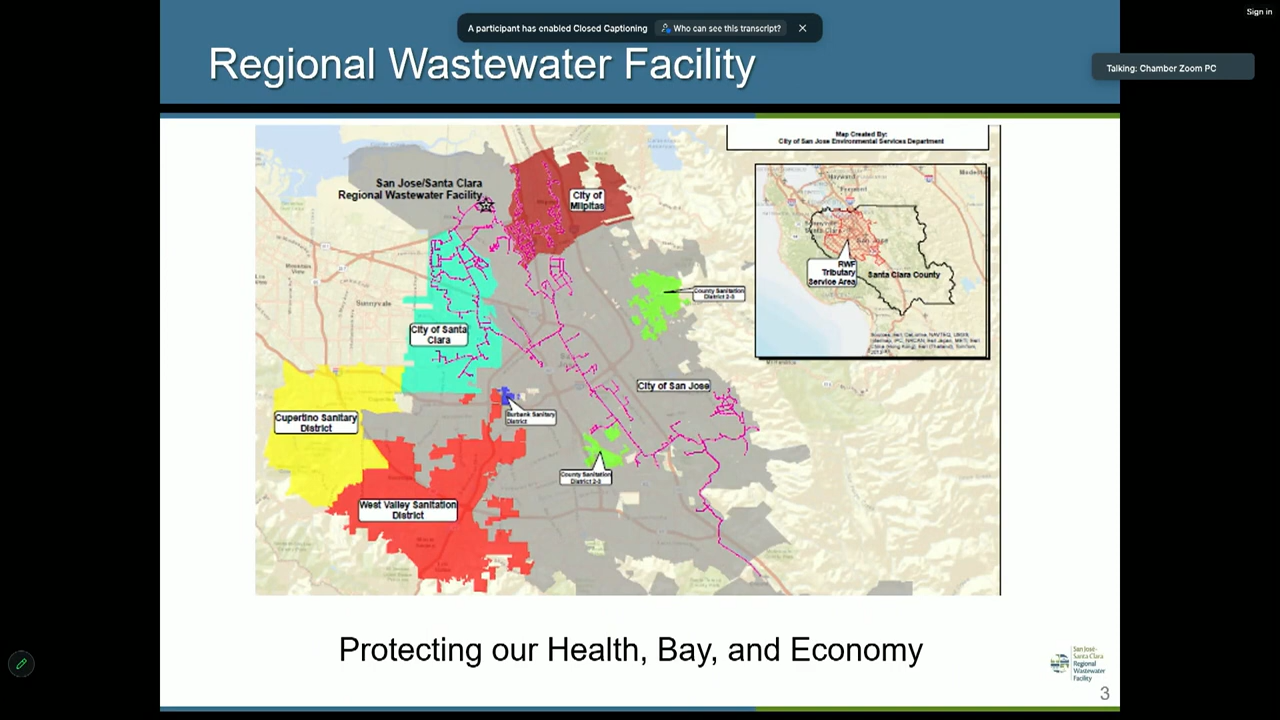 Sign in
A participant has enabled Closed Captioning
Who can see this transcript?
Talking: Chamber Zoom PC
Regional Wastewater Facility
Map Created By:
City of San Jose Environmental Services Department
San Jose/Santa Clara
Regional Wastewater Facility
City of
Milpitas
RWF
Tributary
Service Area
Santa Clara County
County Sanitation
District 2-3
City of Santa
Clara
Sunnyvale
City of San Jose
Burbank Sanitary
District
Cupertino Sanitary
District
County Sanitation
District 2-3
West Valley Sanitation
District
Protecting our Health, Bay, and Economy
San José-
Santa Clara
Regional
Wastewater
Facility
3